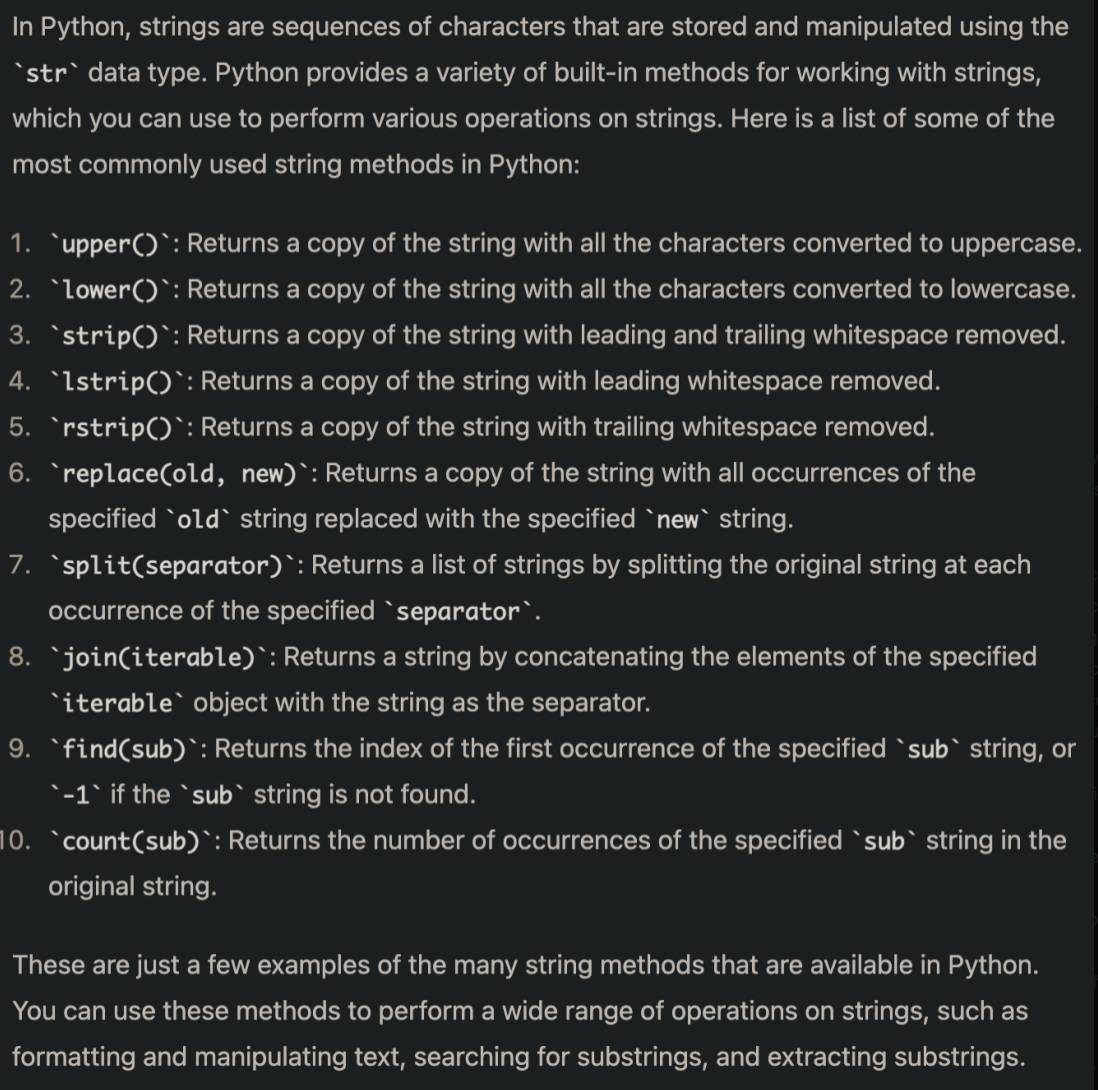 In Python, strings are sequences of characters that are stored and manipulated using the
`str` data type. Python provides a variety of built-in methods for working with strings,
which you can use to perform various operations on strings. Here is a list of some of the
most commonly used string methods in Python:
1. `upper()`: Returns a copy of the string with all the characters converted to uppercase.
2. `lower()`: Returns a copy of the string with all the characters converted to lowercase.
3. `strip()`: Returns a copy of the string with leading and trailing whitespace removed.
4. `lstrip()`: Returns a copy of the string with leading whitespace removed.
5. `rstrip()`: Returns a copy of the string with trailing whitespace removed.
6. `replace(old, new)`: Returns a copy of the string with all occurrences of the
specified `old` string replaced with the specified `new` string.
7. `split(separator)`: Returns a list of strings by splitting the original string at each
occurrence of the specified `separator`.
8. `join(iterable)`: Returns a string by concatenating the elements of the specified
`iterable` object with the string as the separator.
9. `find(sub)`: Returns the index of the first occurrence of the specified `sub` string, or
`-1` if the `sub` string is not found.
10. `count(sub)`: Returns the number of occurrences of the specified `sub` string in the
original string.
These are just a few examples of the many string methods that are available in Python.
You can use these methods to perform a wide range of operations on strings, such as
formatting and manipulating text, searching for substrings, and extracting substrings.